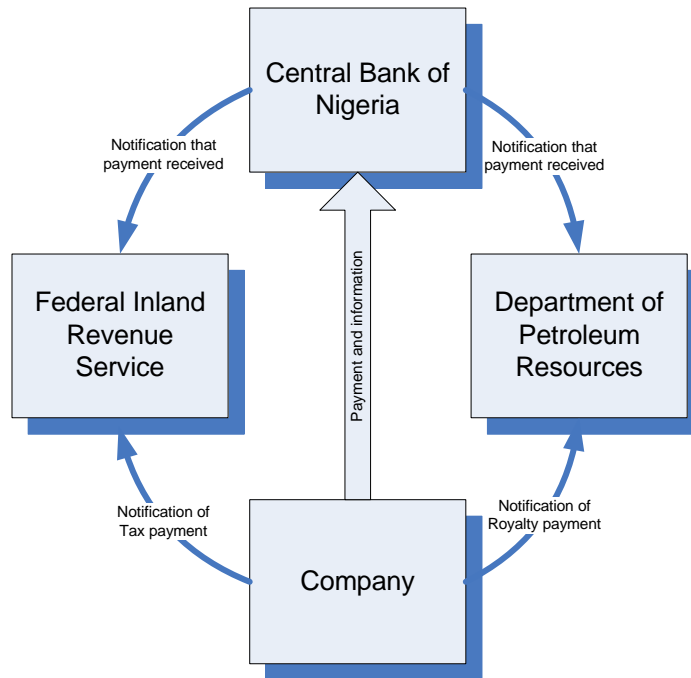 Central Bank of
Nigeria
Notification that
payment received
Notification that
payment received
Federal Inland
Revenue
Service
Payment and information
Department of
Petroleum
Resources
Notification of
Tax payment
Notification of
Royalty payment
Company